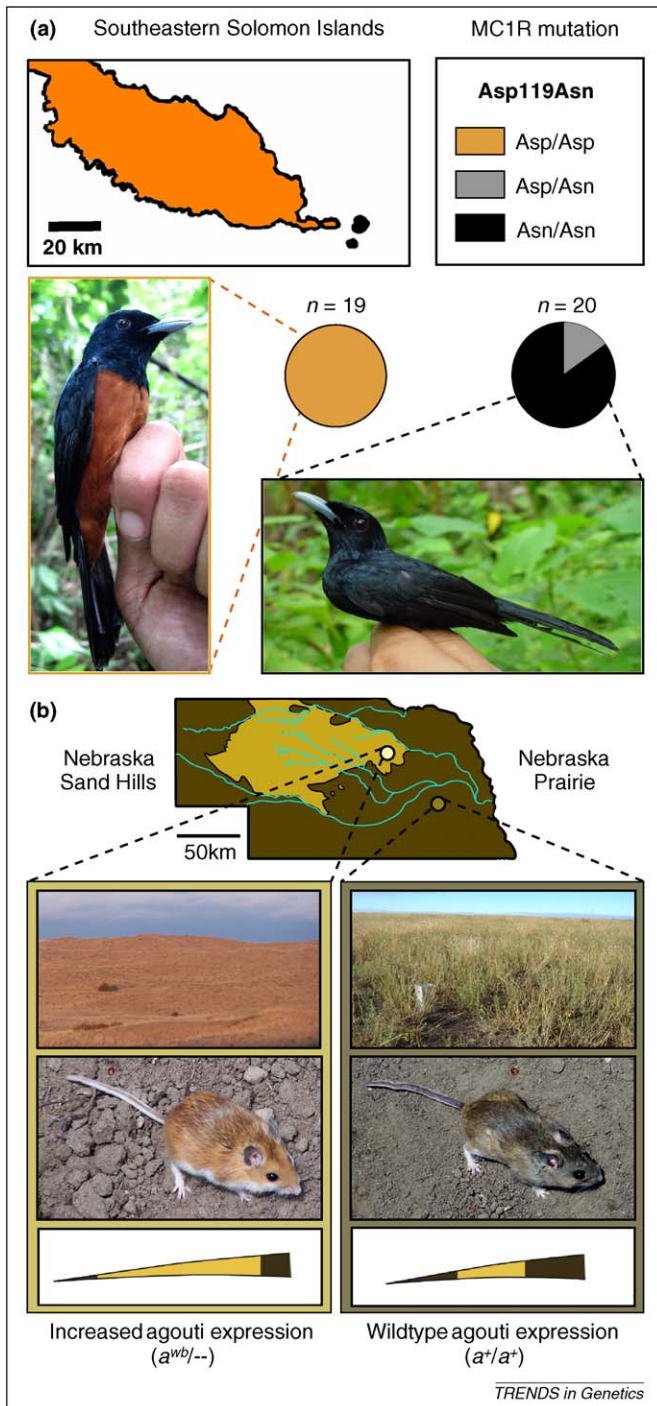 (a) Southeastern Solomon Islands
MC1R mutation
Asp119Asn
Asp/Asp
Asp/Asn
Asn/Asn
20 km
n = 19
n = 20
(b)
Nebraska
Sand Hills
Nebraska
Prairie
50km
Increased agouti expression
(a^wb/--)
Wildtype agouti expression
(a⁺/a⁺)
TRENDS in Genetics